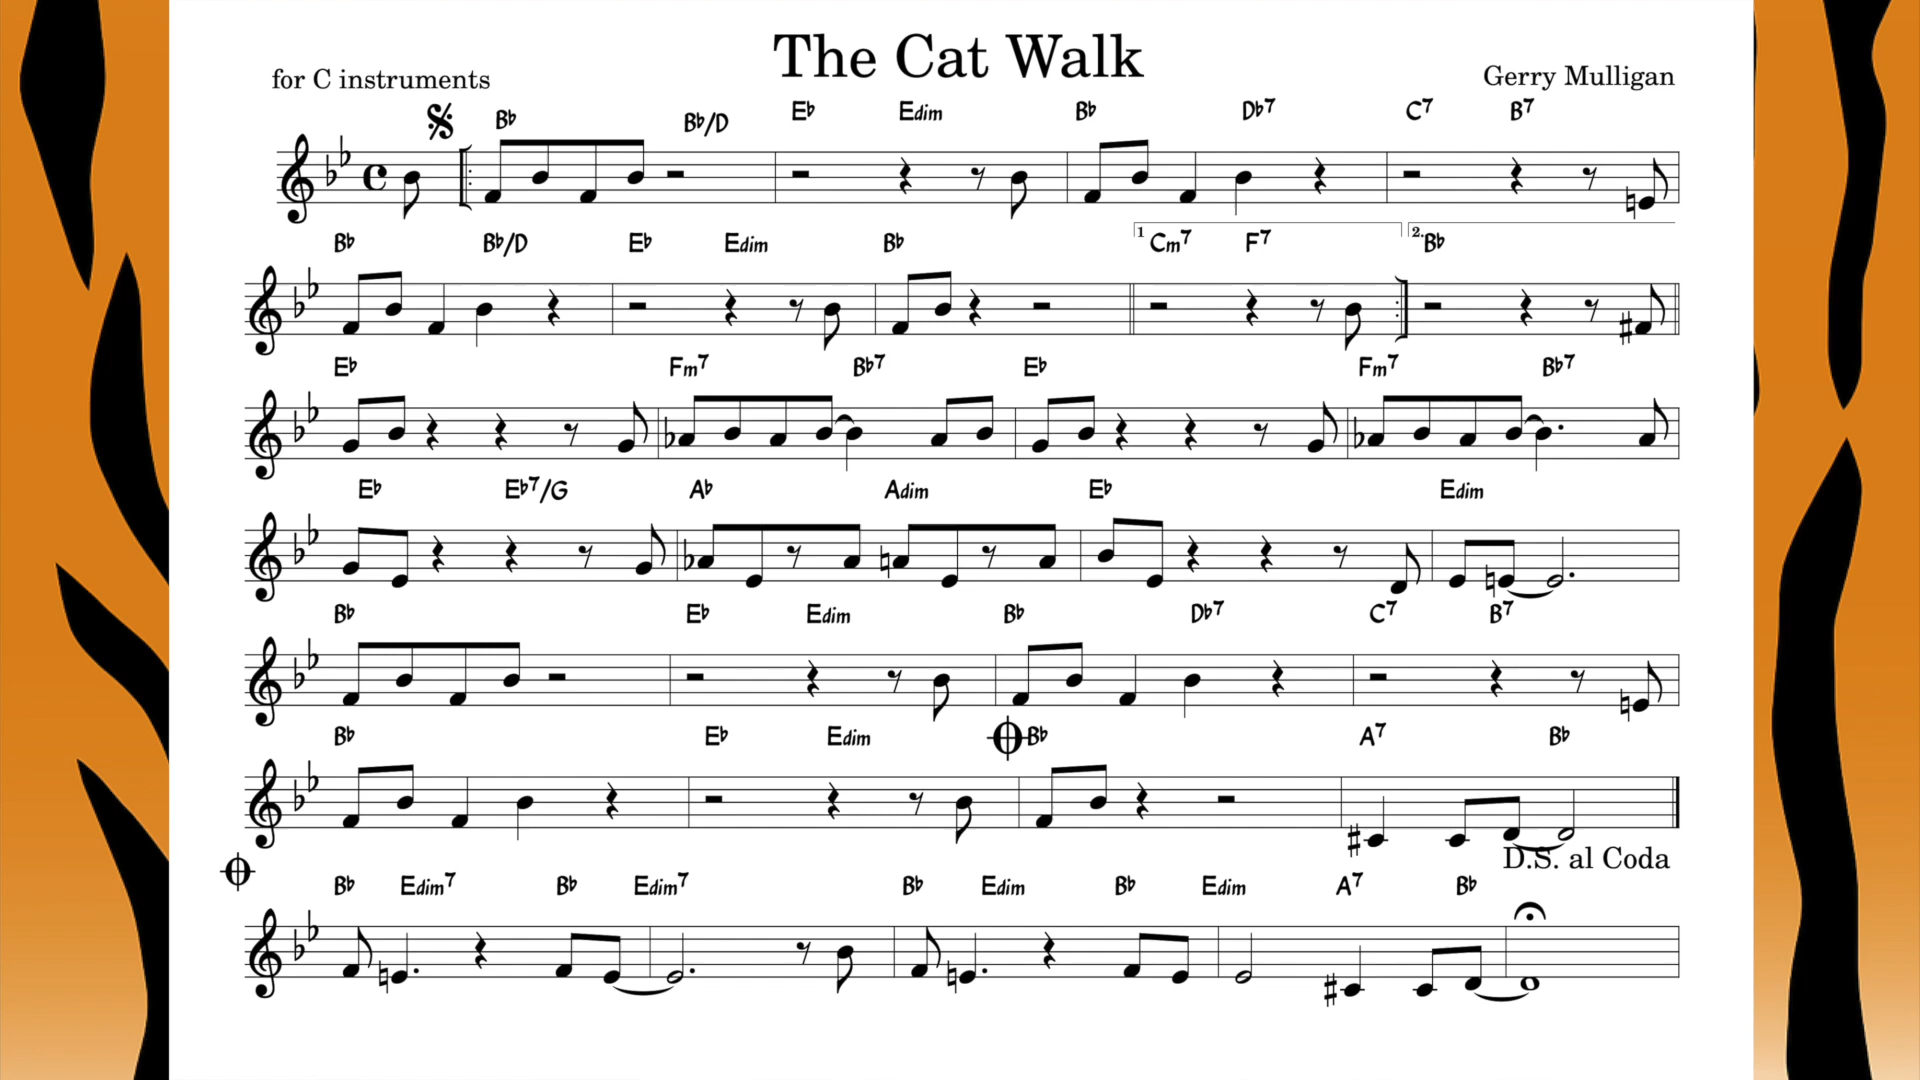 The Cat Walk
for C instruments
Gerry Mulligan
B♭ B♭/D E♭ Edim B♭ D♭7 C7 B7
1 2.
B♭ B♭/D E♭ Edim B♭ Cm7 F7 B♭
E♭ Fm7 B♭7 E♭ Fm7 B♭7
E♭ E♭7/G A♭ Adim E♭ Edim
B♭ E♭ Edim B♭ D♭7 C7 B7
B♭ E♭ Edim B♭ A7 B♭
D.S. al Coda
B♭ Edim7 B♭ Edim7 B♭ Edim B♭ Edim A7 B♭